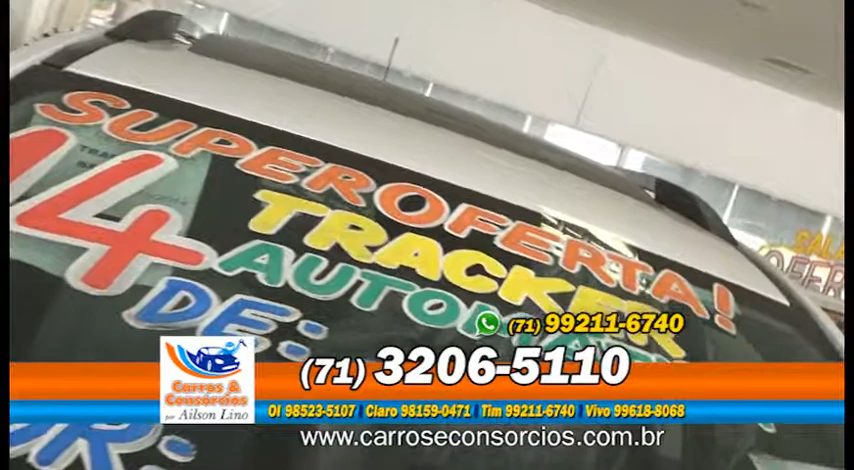 SUPEROFERTA!
14
TRACKER
DE:
(71) 99211-6740
(71) 3206-5110
Carros &
Consórcios
por Ailson Lino
OI 98523-5107 | Claro 98159-0471 | Tim 99211-6740 | Vivo 99618-8068
www.carroseconsorcios.com.br